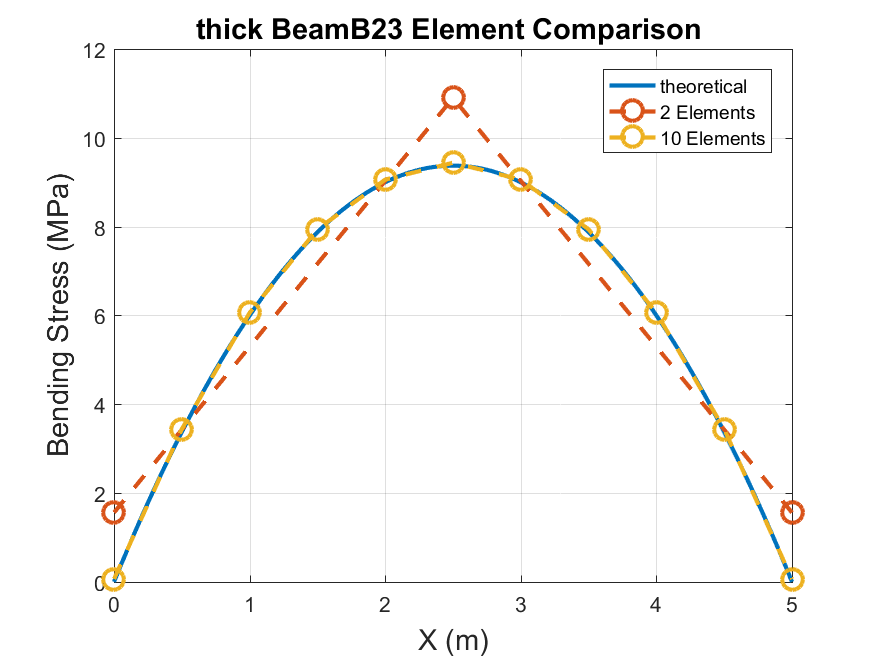 thick BeamB23 Element Comparison
12
10
8
6
4
2
0
Bending Stress (MPa)
theoretical
2 Elements
10 Elements
0 1 2 3 4 5
X (m)